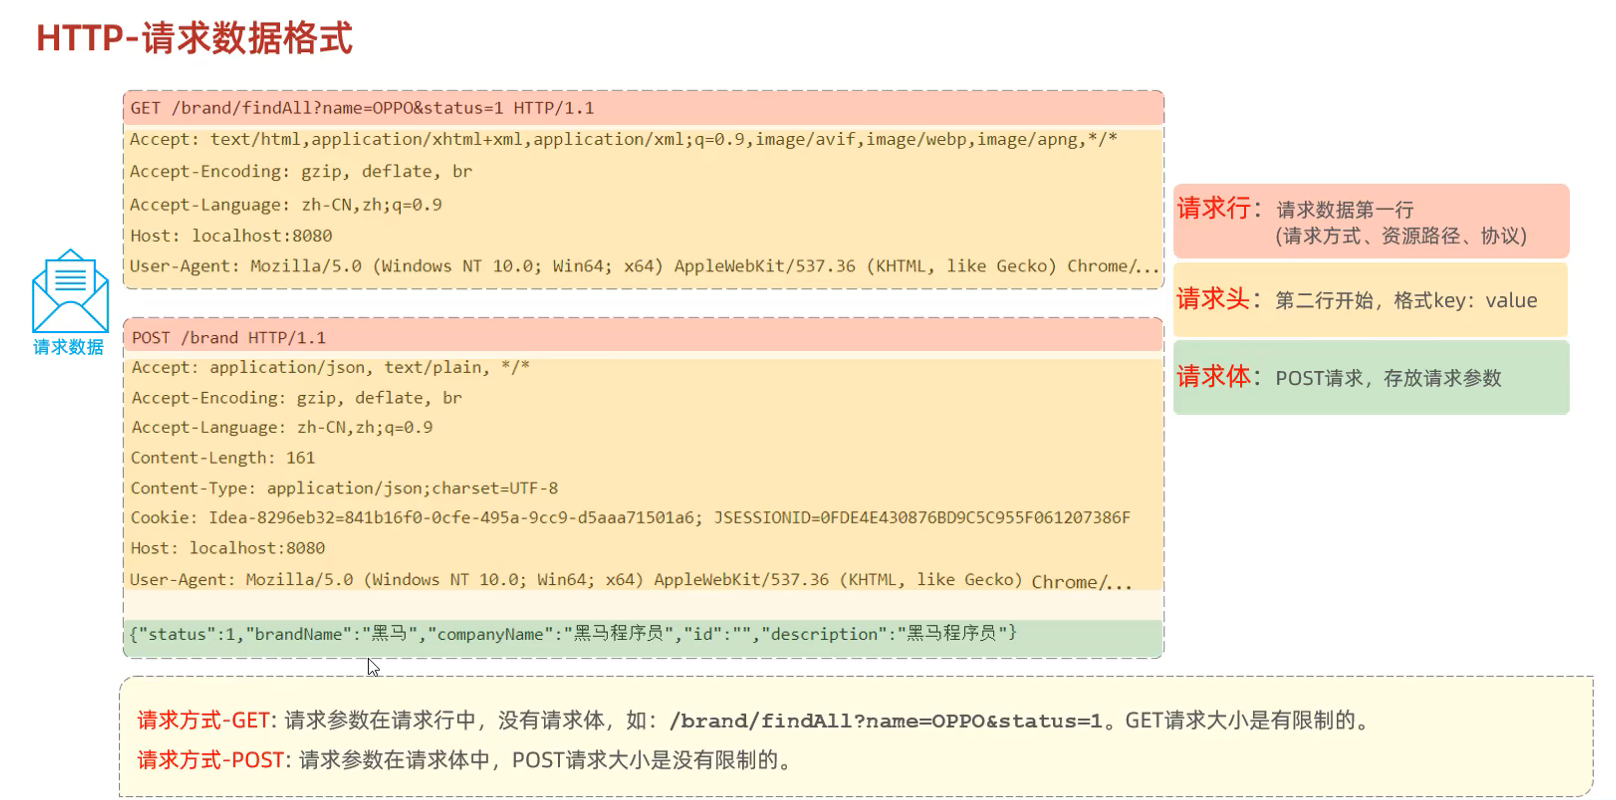 HTTP-请求数据格式
GET /brand/findAll?name=OPPO&status=1 HTTP/1.1
Accept: text/html,application/xhtml+xml,application/xml;q=0.9,image/avif,image/webp,image/apng,*/*
Accept-Encoding: gzip, deflate, br
Accept-Language: zh-CN,zh;q=0.9
Host: localhost:8080
User-Agent: Mozilla/5.0 (Windows NT 10.0; Win64; x64) AppleWebKit/537.36 (KHTML, like Gecko) Chrome/...
请求数据
POST /brand HTTP/1.1
Accept: application/json, text/plain, */*
Accept-Encoding: gzip, deflate, br
Accept-Language: zh-CN,zh;q=0.9
Content-Length: 161
Content-Type: application/json;charset=UTF-8
Cookie: Idea-8296eb32=841b16f0-0cfe-495a-9cc9-d5aaa71501a6; JSESSIONID=0FDE4E430876BD9C5C955F061207386F
Host: localhost:8080
User-Agent: Mozilla/5.0 (Windows NT 10.0; Win64; x64) AppleWebKit/537.36 (KHTML, like Gecko) Chrome/...
{"status":1,"brandName":"黑马","companyName":"黑马程序员","id":"","description":"黑马程序员"}
请求行：请求数据第一行
(请求方式、资源路径、协议)
请求头：第二行开始，格式key：value
请求体：POST请求，存放请求参数
请求方式-GET: 请求参数在请求行中，没有请求体，如：/brand/findAll?name=OPPO&status=1。GET请求大小是有限制的。
请求方式-POST: 请求参数在请求体中，POST请求大小是没有限制的。